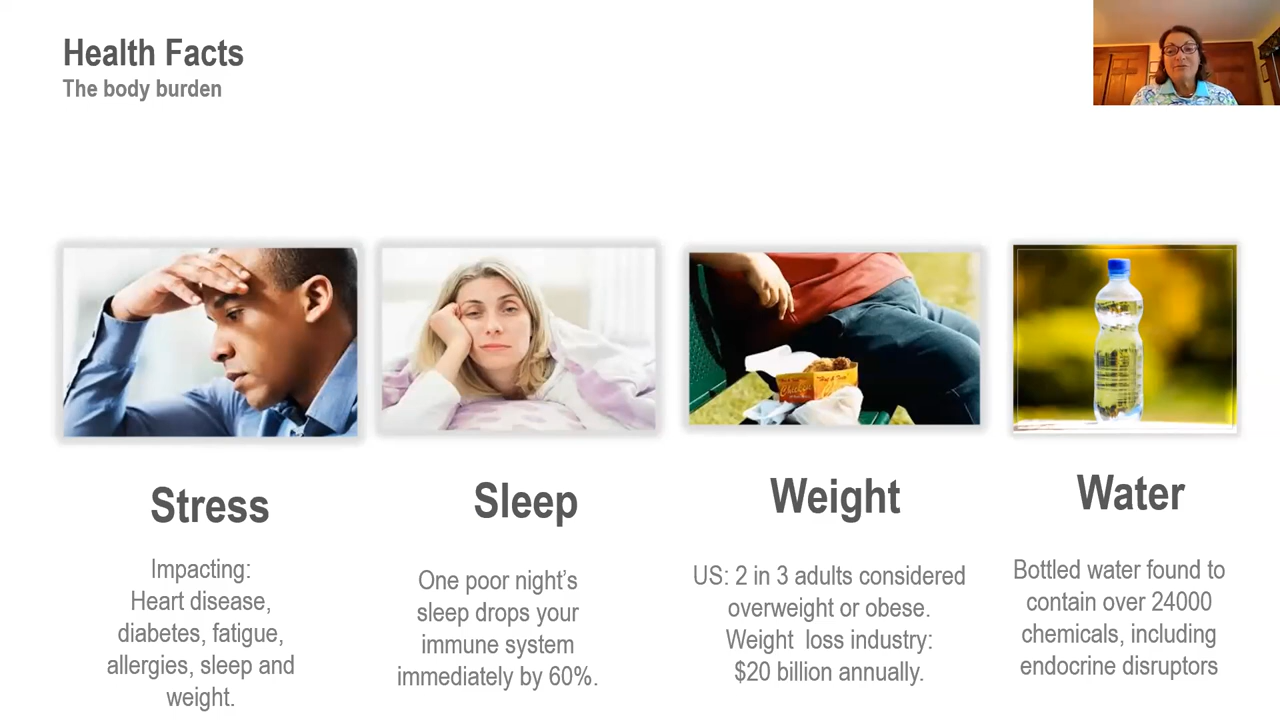 Health Facts
The body burden
Stress
Impacting:
Heart disease,
diabetes, fatigue,
allergies, sleep and
weight.
Sleep
One poor night’s
sleep drops your
immune system
immediately by 60%.
Weight
US: 2 in 3 adults considered
overweight or obese.
Weight loss industry:
$20 billion annually.
Water
Bottled water found to
contain over 24000
chemicals, including
endocrine disruptors